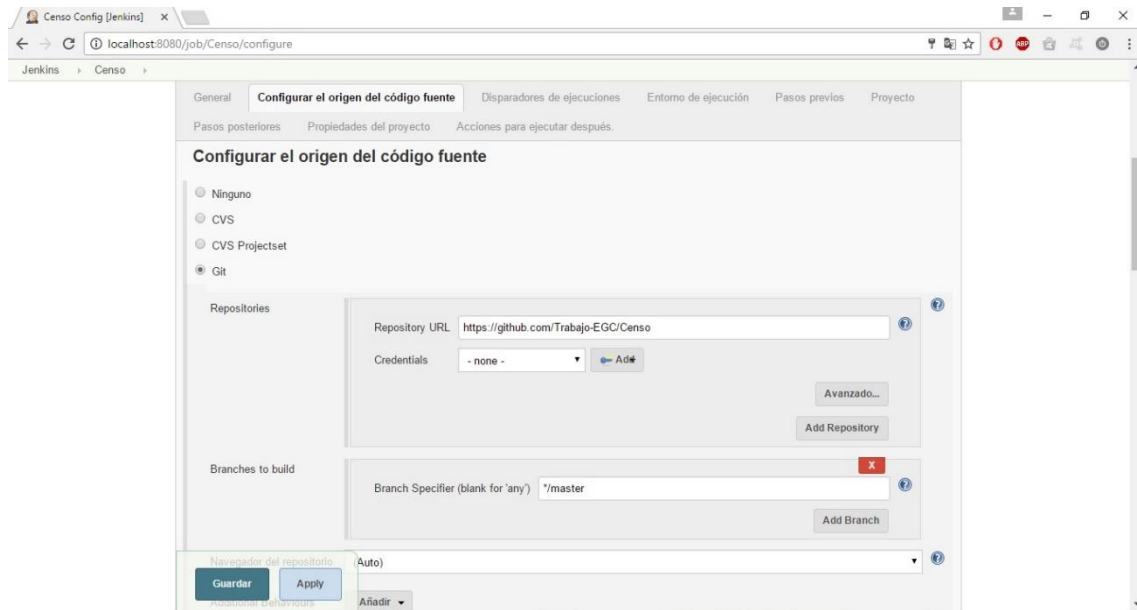 Censo Config [Jenkins]
localhost:8080/job/Censo/configure
ABP
Jenkins Censo
General Configurar el origen del código fuente Disparadores de ejecuciones Entorno de ejecución Pasos previos Proyecto
Pasos posteriores Propiedades del proyecto Acciones para ejecutar después.
Configurar el origen del código fuente
Ninguno
CVS
CVS Projectset
Git
Repositories
Repository URL https://github.com/Trabajo-EGC/Censo
Credentials - none - Add
Avanzado...
Add Repository
Branches to build
X
Branch Specifier (blank for 'any') */master
Add Branch
Navegador del repositorio (Auto)
Guardar Apply
Additional Behaviours Añadir